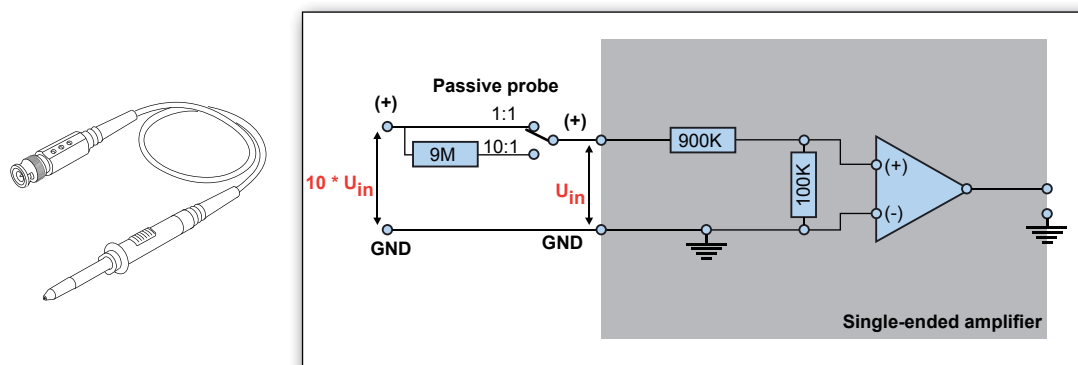 Passive probe
(+)
1:1
(+)
9M
10:1
900K
100K
(+)
(-)
10 * Uin
Uin
GND
GND
Single-ended amplifier